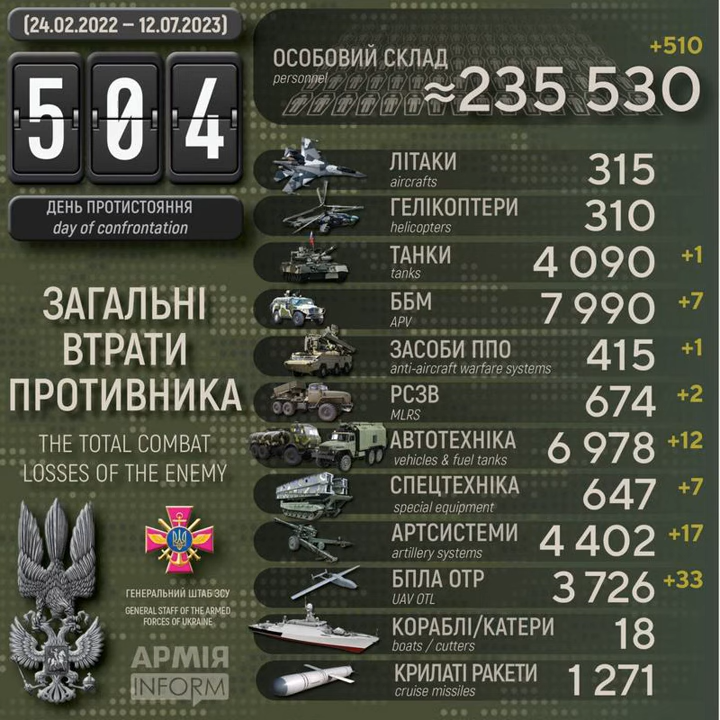 (24.02.2022 – 12.07.2023)
504
ДЕНЬ ПРОТИСТОЯННЯ
day of confrontation
ЗАГАЛЬНІ
ВТРАТИ
ПРОТИВНИКА
THE TOTAL COMBAT
LOSSES OF THE ENEMY
ГЕНЕРАЛЬНИЙ ШТАБ ЗСУ
GENERAL STAFF OF THE ARMED
FORCES OF UKRAINE
АРМІЯ
INFORM
ОСОБОВИЙ СКЛАД +510
personnel ≈235 530
ЛІТАКИ 315
aircrafts
ГЕЛІКОПТЕРИ 310
helicopters
ТАНКИ 4 090 +1
tanks
ББМ 7 990 +7
APV
ЗАСОБИ ППО 415 +1
anti-aircraft warfare systems
РСЗВ 674 +2
MLRS
АВТОТЕХНІКА 6 978 +12
vehicles & fuel tanks
СПЕЦТЕХНІКА 647 +7
special equipment
АРТСИСТЕМИ 4 402 +17
artillery systems
БПЛА ОТР 3 726 +33
UAV OTL
КОРАБЛІ/КАТЕРИ 18
boats / cutters
КРИЛАТІ РАКЕТИ 1 271
cruise missiles